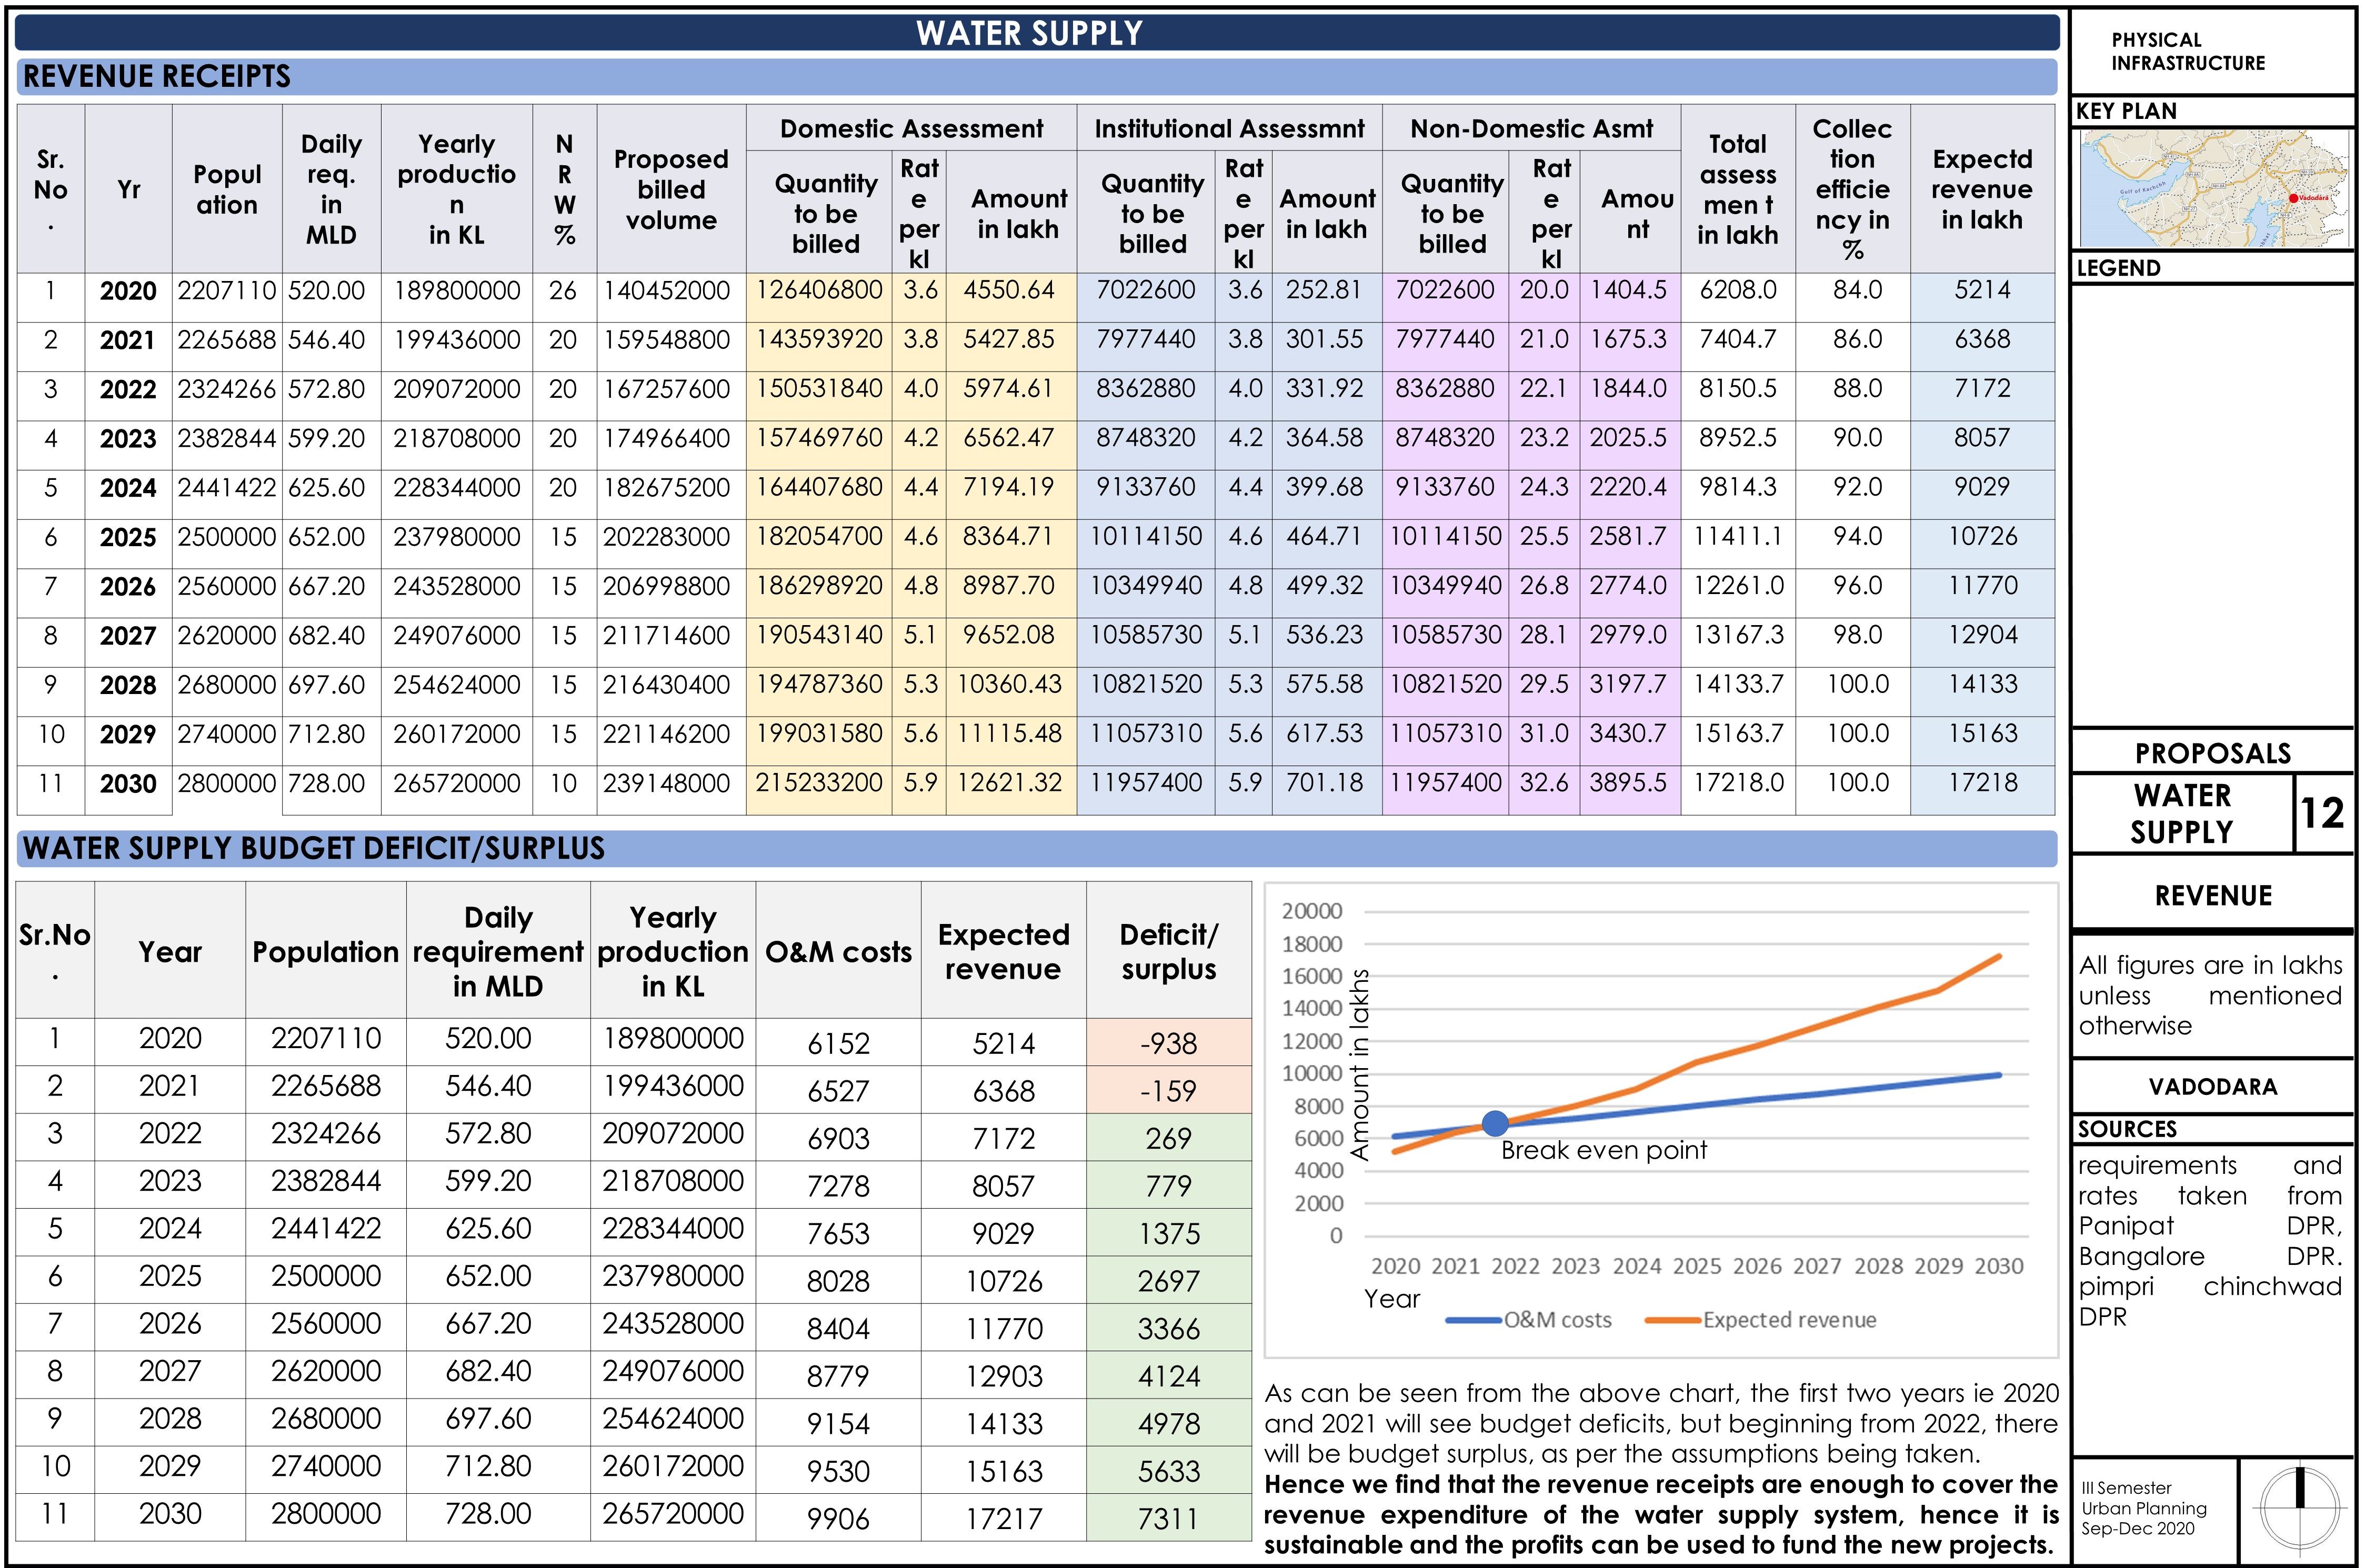 WATER SUPPLY
REVENUE RECEIPTS
Sr. No . | Yr | Popul ation | Daily req. in MLD | Yearly productio n in KL | N R W % | Proposed billed volume | Domestic Assessment | Institutional Assessmnt | Non-Domestic Asmt | Total assess men t in lakh | Collec tion efficie ncy in % | Expectd revenue in lakh
Quantity to be billed | Rat e per kl | Amount in lakh | Quantity to be billed | Rat e per kl | Amount in lakh | Quantity to be billed | Rat e per kl | Amou nt
1 2020 2207110 520.00 189800000 26 140452000 126406800 3.6 4550.64 7022600 3.6 252.81 7022600 20.0 1404.5 6208.0 84.0 5214
2 2021 2265688 546.40 199436000 20 159548800 143593920 3.8 5427.85 7977440 3.8 301.55 7977440 21.0 1675.3 7404.7 86.0 6368
3 2022 2324266 572.80 209072000 20 167257600 150531840 4.0 5974.61 8362880 4.0 331.92 8362880 22.1 1844.0 8150.5 88.0 7172
4 2023 2382844 599.20 218708000 20 174966400 157469760 4.2 6562.47 8748320 4.2 364.58 8748320 23.2 2025.5 8952.5 90.0 8057
5 2024 2441422 625.60 228344000 20 182675200 164407680 4.4 7194.19 9133760 4.4 399.68 9133760 24.3 2220.4 9814.3 92.0 9029
6 2025 2500000 652.00 237980000 15 202283000 182054700 4.6 8364.71 10114150 4.6 464.71 10114150 25.5 2581.7 11411.1 94.0 10726
7 2026 2560000 667.20 243528000 15 206998800 186298920 4.8 8987.70 10349940 4.8 499.32 10349940 26.8 2774.0 12261.0 96.0 11770
8 2027 2620000 682.40 249076000 15 211714600 190543140 5.1 9652.08 10585730 5.1 536.23 10585730 28.1 2979.0 13167.3 98.0 12904
9 2028 2680000 697.60 254624000 15 216430400 194787360 5.3 10360.43 10821520 5.3 575.58 10821520 29.5 3197.7 14133.7 100.0 14133
10 2029 2740000 712.80 260172000 15 221146200 199031580 5.6 11115.48 11057310 5.6 617.53 11057310 31.0 3430.7 15163.7 100.0 15163
11 2030 2800000 728.00 265720000 10 239148000 215233200 5.9 12621.32 11957400 5.9 701.18 11957400 32.6 3895.5 17218.0 100.0 17218
WATER SUPPLY BUDGET DEFICIT/SURPLUS
Sr.No . | Year | Population | Daily requirement in MLD | Yearly production in KL | O&M costs | Expected revenue | Deficit/ surplus
1 2020 2207110 520.00 189800000 6152 5214 -938
2 2021 2265688 546.40 199436000 6527 6368 -159
3 2022 2324266 572.80 209072000 6903 7172 269
4 2023 2382844 599.20 218708000 7278 8057 779
5 2024 2441422 625.60 228344000 7653 9029 1375
6 2025 2500000 652.00 237980000 8028 10726 2697
7 2026 2560000 667.20 243528000 8404 11770 3366
8 2027 2620000 682.40 249076000 8779 12903 4124
9 2028 2680000 697.60 254624000 9154 14133 4978
10 2029 2740000 712.80 260172000 9530 15163 5633
11 2030 2800000 728.00 265720000 9906 17217 7311
20000
18000
16000
14000
12000
10000
8000
6000
4000
2000
0
Amount in lakhs
Break even point
2020 2021 2022 2023 2024 2025 2026 2027 2028 2029 2030
Year
O&M costs Expected revenue
As can be seen from the above chart, the first two years ie 2020
and 2021 will see budget deficits, but beginning from 2022, there
will be budget surplus, as per the assumptions being taken.
Hence we find that the revenue receipts are enough to cover the
revenue expenditure of the water supply system, hence it is
sustainable and the profits can be used to fund the new projects.
PHYSICAL
INFRASTRUCTURE
KEY PLAN
Gulf of Kachchh
Vadodara
LEGEND
PROPOSALS
WATER
SUPPLY
12
REVENUE
All figures are in lakhs
unless mentioned
otherwise
VADODARA
SOURCES
requirements and
rates taken from
Panipat DPR,
Bangalore DPR.
pimpri chinchwad
DPR
III Semester
Urban Planning
Sep-Dec 2020